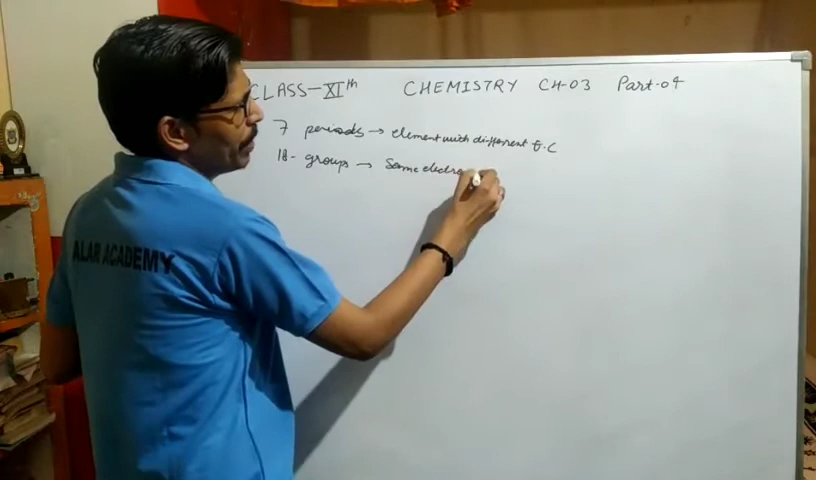 CLASS-XIth CHEMISTRY CH-03 Part-04
7 periods → element with different E.C
18- groups → Same electro
ALAR ACADEMY